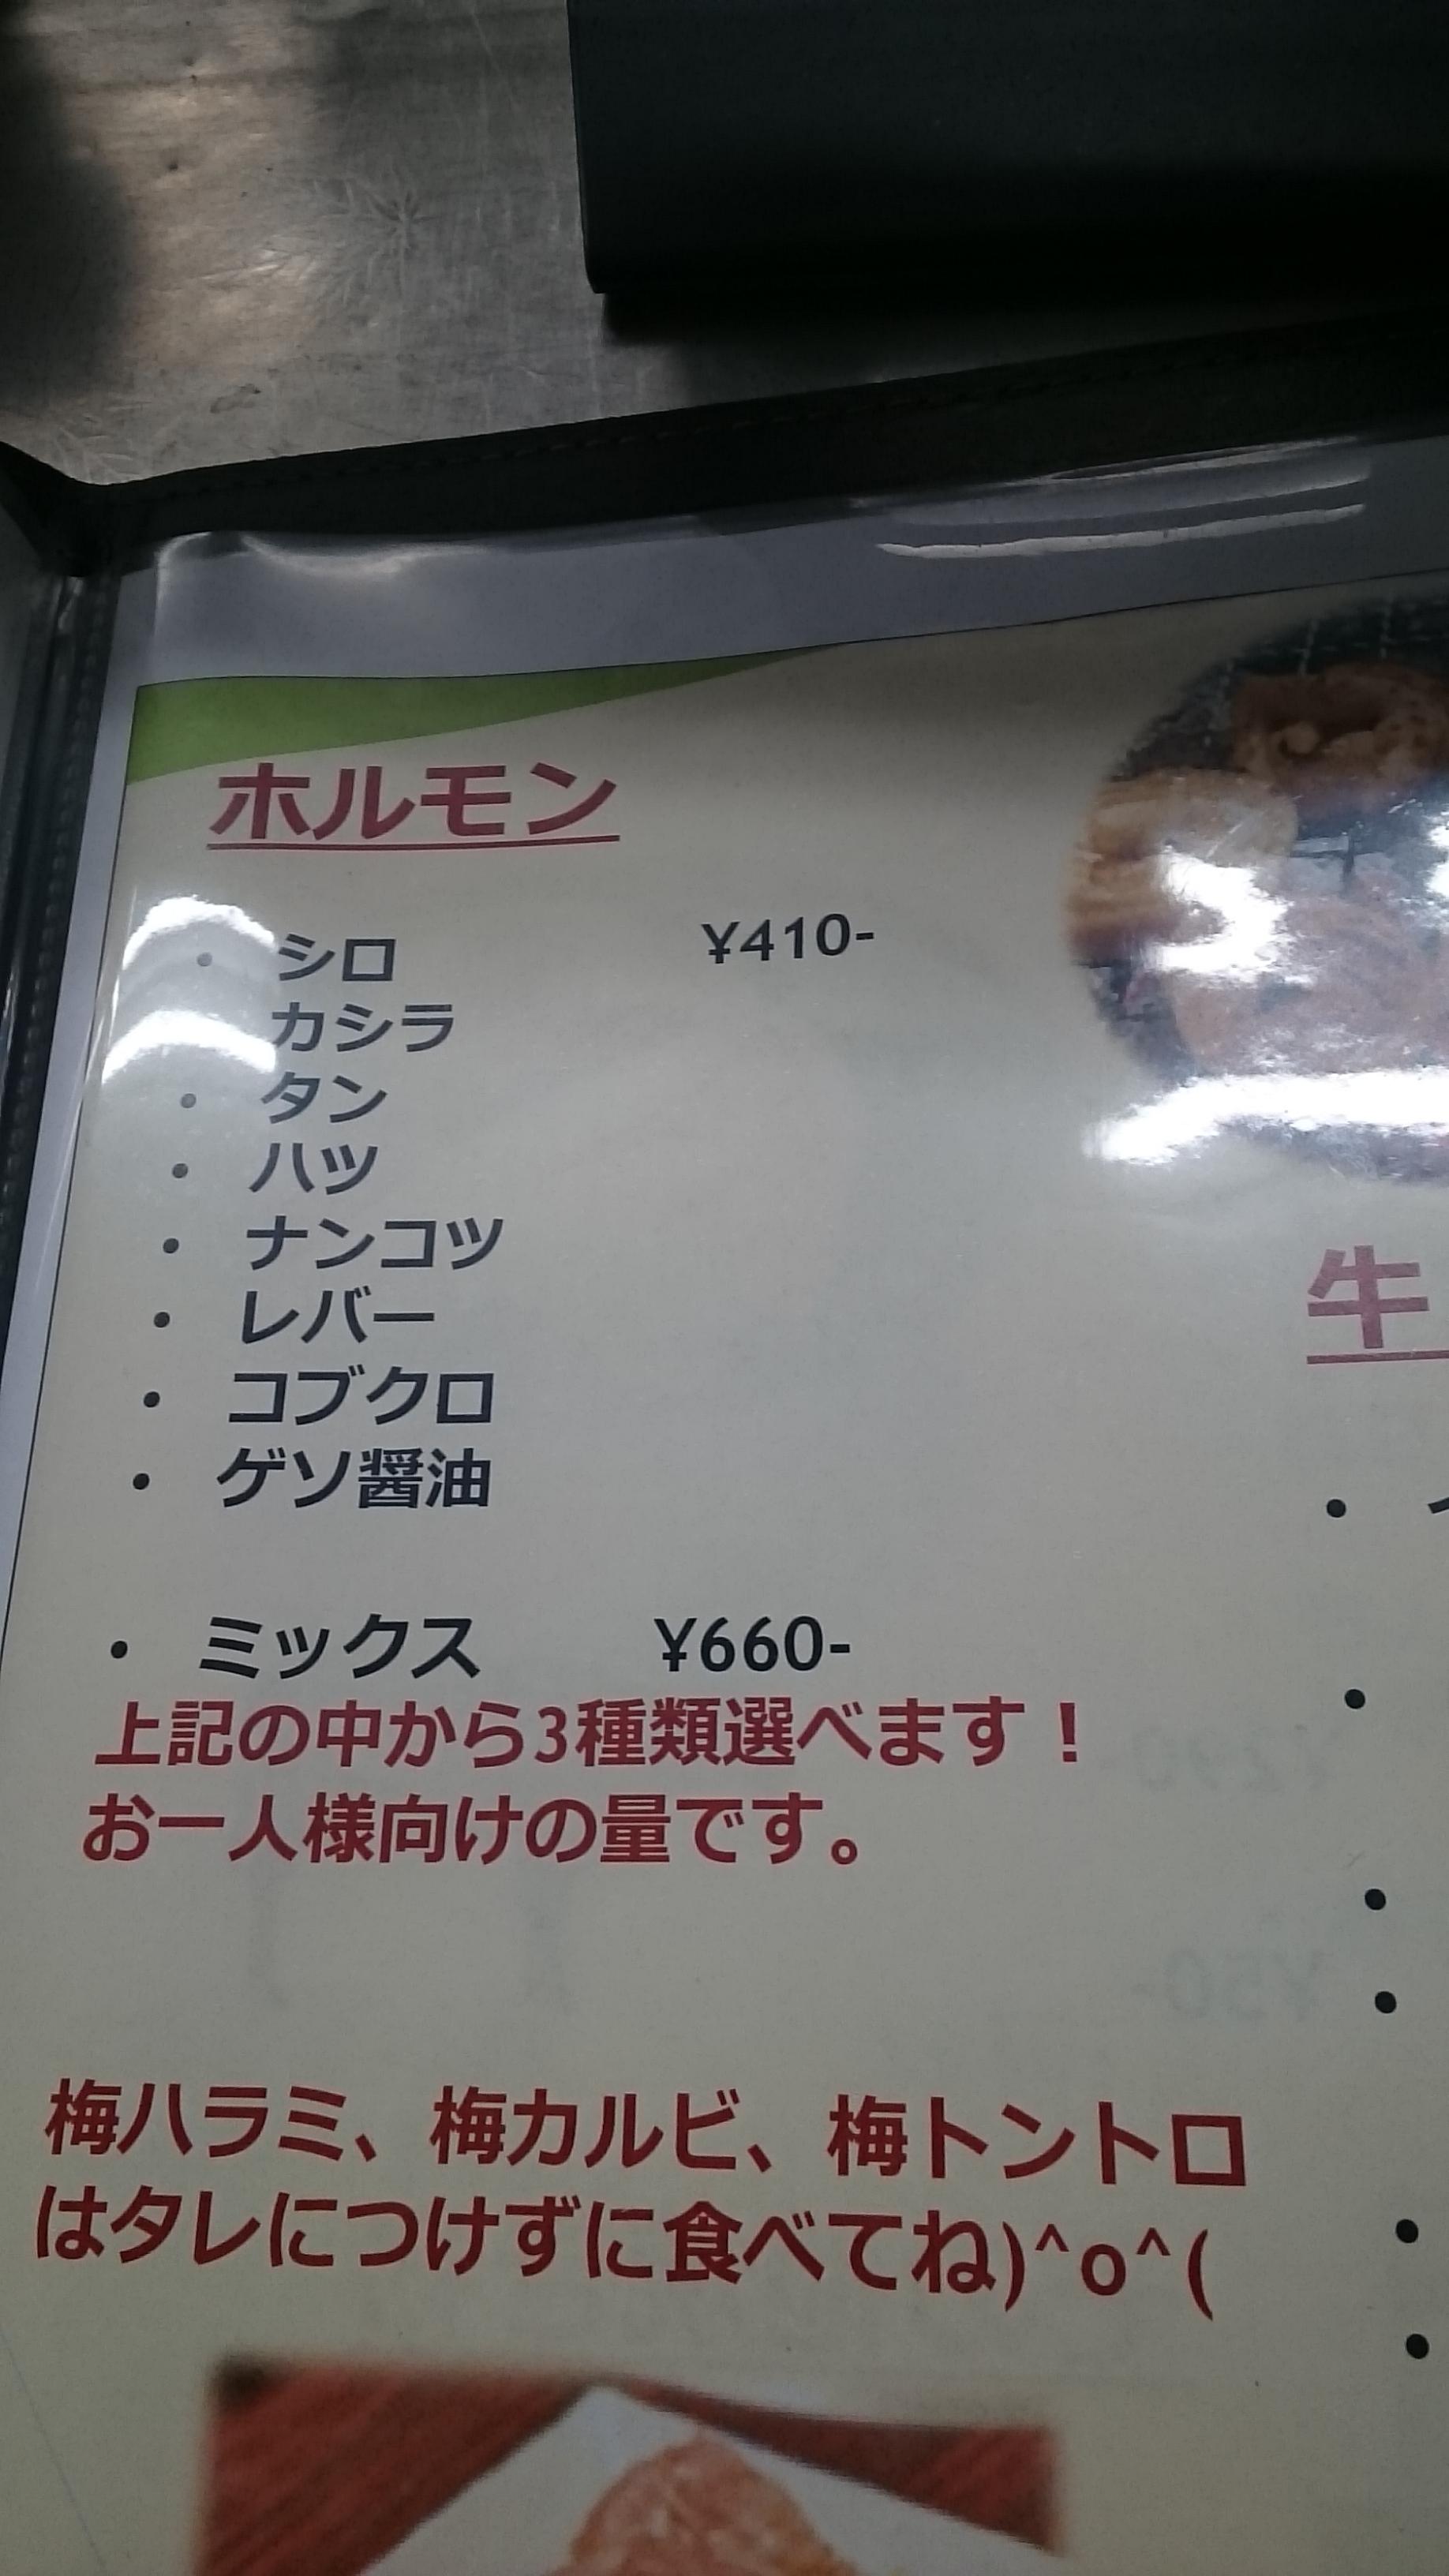 ホルモン
・ シロ ¥410-
カシラ
・ タン
・ ハツ
・ ナンコツ
・ レバー
・ コブクロ
・ ゲソ醤油
・ ミックス ¥660-
上記の中から3種類選べます！
お一人様向けの量です。
梅ハラミ、梅カルビ、梅トントロ
はタレにつけずに食べてね)^o^(
牛